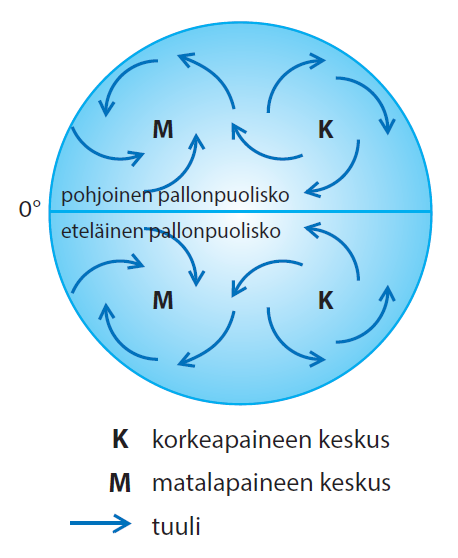 M
K
pohjoinen pallonpuolisko
0°
eteläinen pallonpuolisko
M
K
K korkeapaineen keskus
M matalapaineen keskus
tuuli